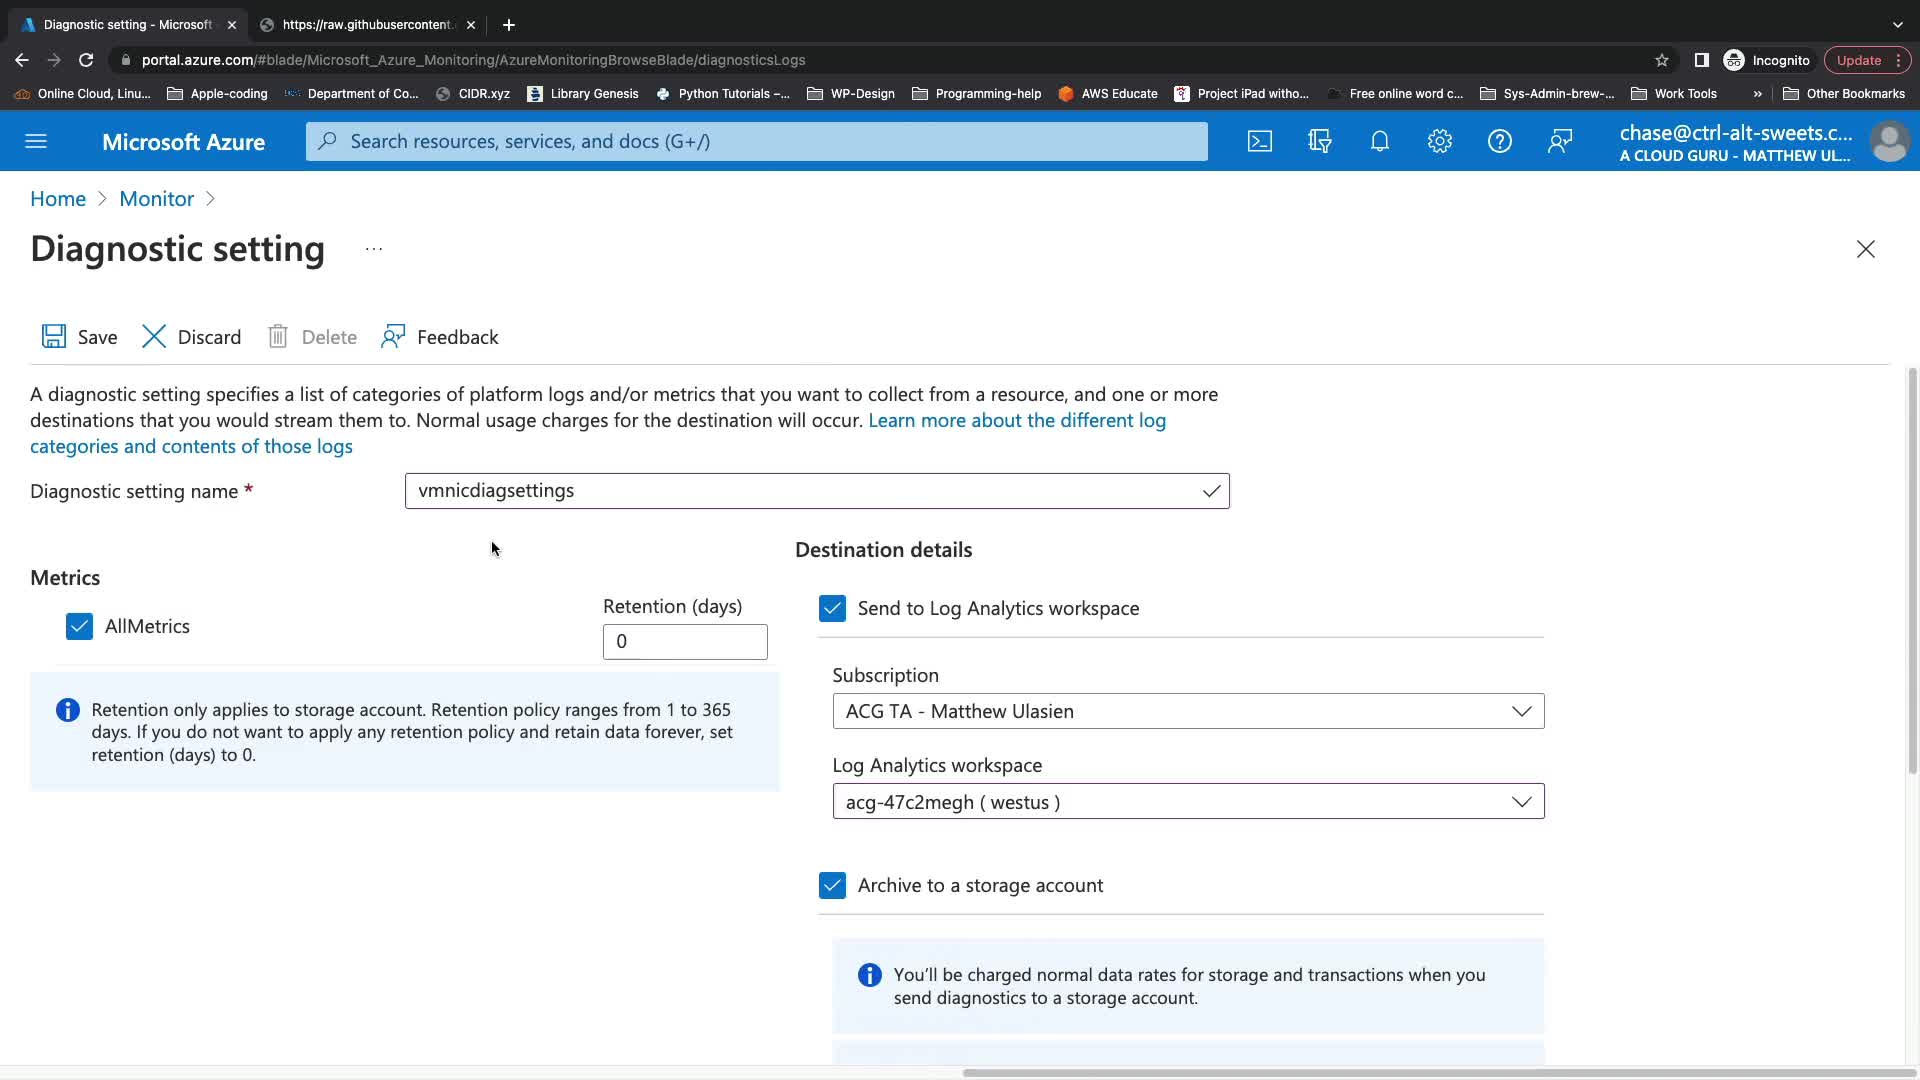 Diagnostic setting - Microsoft
https://raw.githubusercontent.
portal.azure.com/#blade/Microsoft_Azure_Monitoring/AzureMonitoringBrowseBlade/diagnosticsLogs
Incognito
Update
Online Cloud, Linu...
Apple-coding
Department of Co...
CIDR.xyz
Library Genesis
Python Tutorials –...
WP-Design
Programming-help
AWS Educate
Project iPad witho...
Free online word c...
Sys-Admin-brew-...
Work Tools
»
Other Bookmarks
Microsoft Azure
Search resources, services, and docs (G+/)
chase@ctrl-alt-sweets.c...
A CLOUD GURU - MATTHEW UL...
Home > Monitor >
Diagnostic setting ...
Save
Discard
Delete
Feedback
A diagnostic setting specifies a list of categories of platform logs and/or metrics that you want to collect from a resource, and one or more
destinations that you would stream them to. Normal usage charges for the destination will occur. Learn more about the different log
categories and contents of those logs
Diagnostic setting name *
vmnicdiagsettings
Metrics
AllMetrics
Retention (days)
0
Retention only applies to storage account. Retention policy ranges from 1 to 365
days. If you do not want to apply any retention policy and retain data forever, set
retention (days) to 0.
Destination details
Send to Log Analytics workspace
Subscription
ACG TA - Matthew Ulasien
Log Analytics workspace
acg-47c2megh ( westus )
Archive to a storage account
You'll be charged normal data rates for storage and transactions when you
send diagnostics to a storage account.